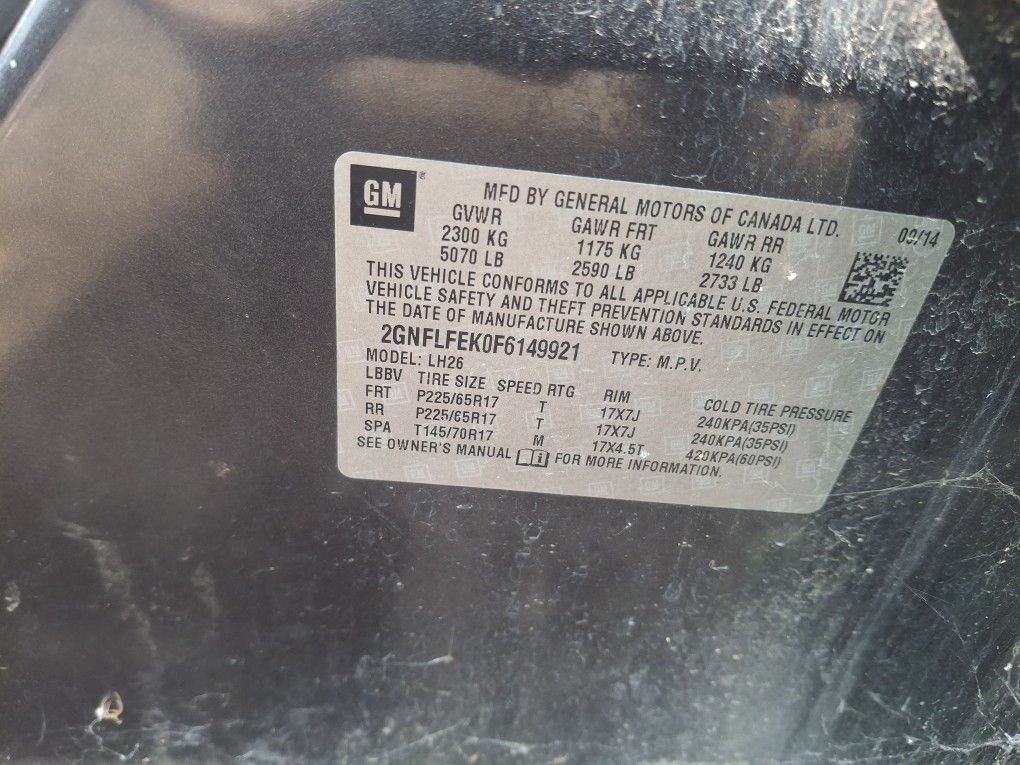 GM ®
MFD BY GENERAL MOTORS OF CANADA LTD.
09/14
GVWR GAWR FRT GAWR RR
2300 KG 1175 KG 1240 KG
5070 LB 2590 LB 2733 LB
THIS VEHICLE CONFORMS TO ALL APPLICABLE U.S. FEDERAL MOTOR
VEHICLE SAFETY AND THEFT PREVENTION STANDARDS IN EFFECT ON
THE DATE OF MANUFACTURE SHOWN ABOVE.
2GNFLFEK0F6149921 TYPE: M.P.V.
MODEL: LH26
LBBV TIRE SIZE SPEED RTG RIM COLD TIRE PRESSURE
FRT P225/65R17 T 17X7J 240KPA(35PSI)
RR P225/65R17 T 17X7J 240KPA(35PSI)
SPA T145/70R17 M 17X4.5T 420KPA(60PSI)
SEE OWNER'S MANUAL FOR MORE INFORMATION.